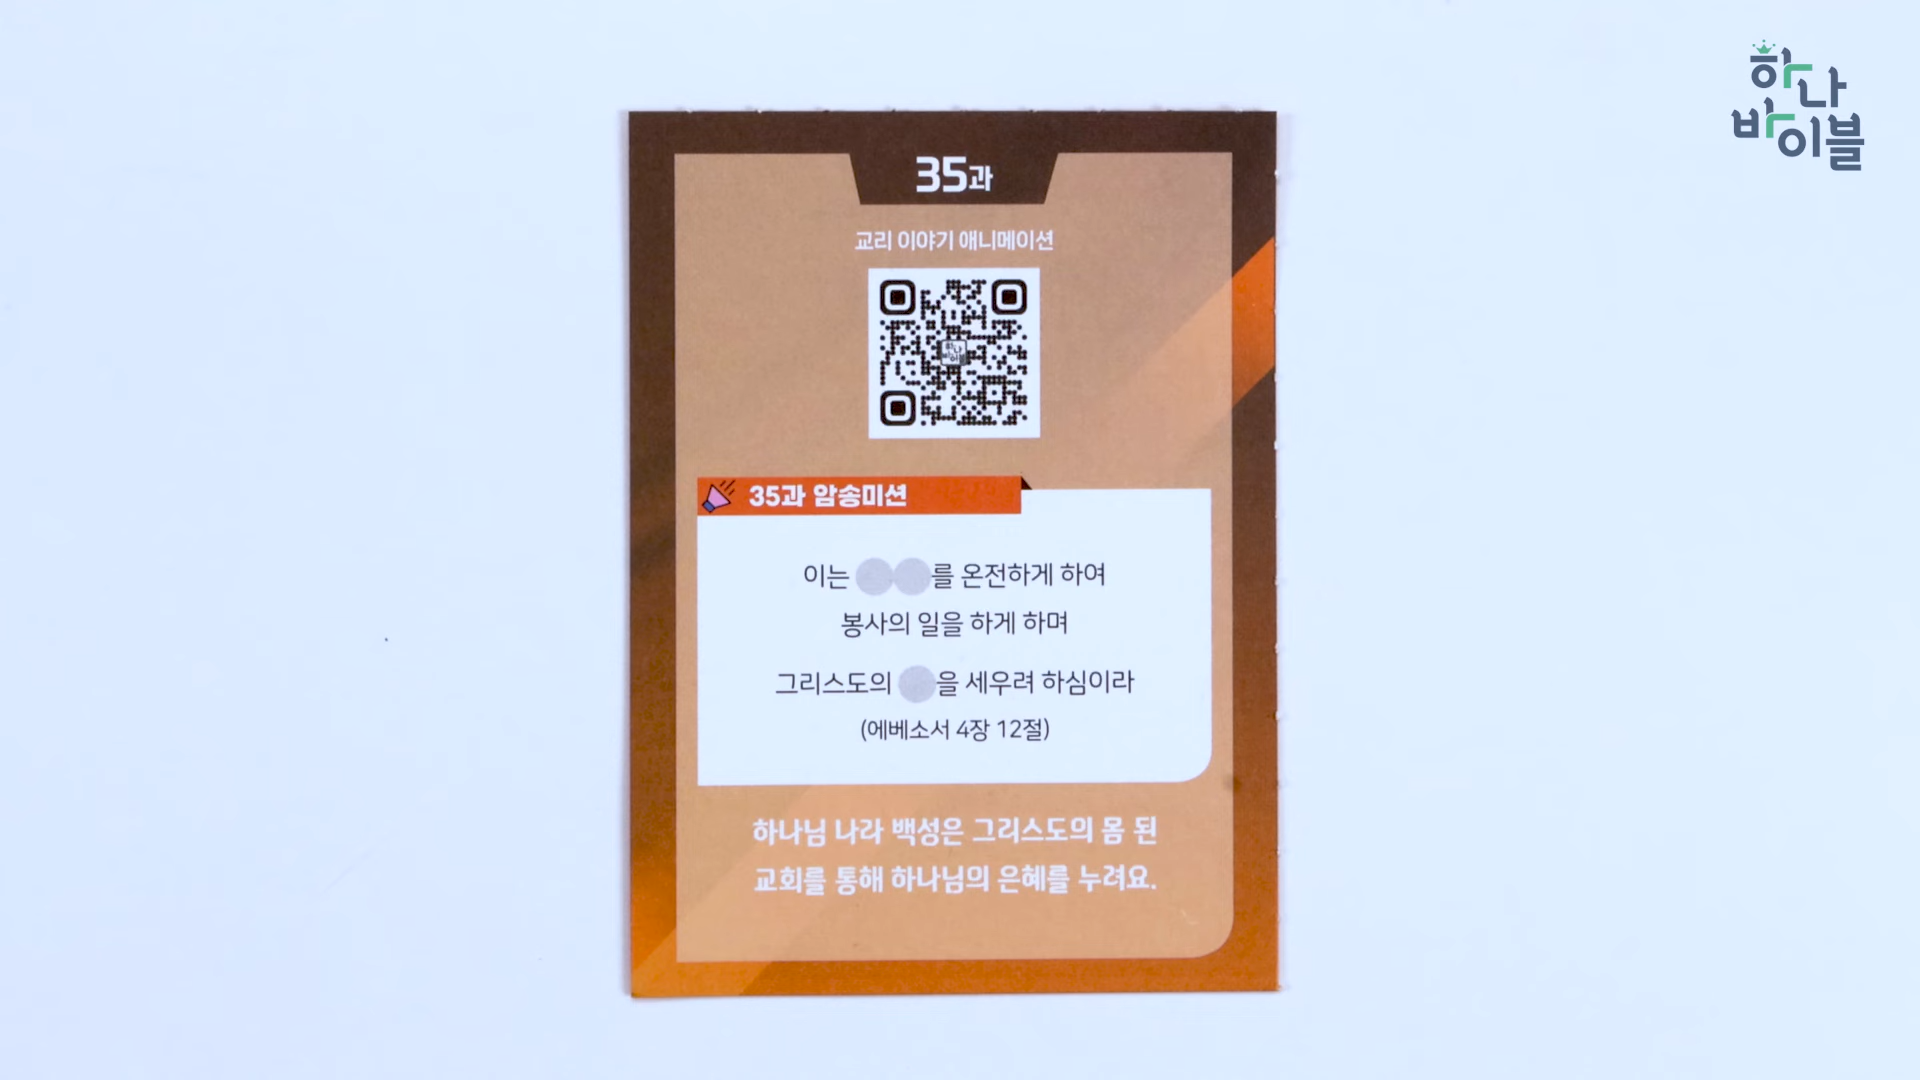 하나
바이블
35과
교리 이야기 애니메이션
하나
바이블
35과 암송미션
이는 를 온전하게 하여
봉사의 일을 하게 하며
그리스도의 을 세우려 하심이라
(에베소서 4장 12절)
하나님 나라 백성은 그리스도의 몸 된
교회를 통해 하나님의 은혜를 누려요.